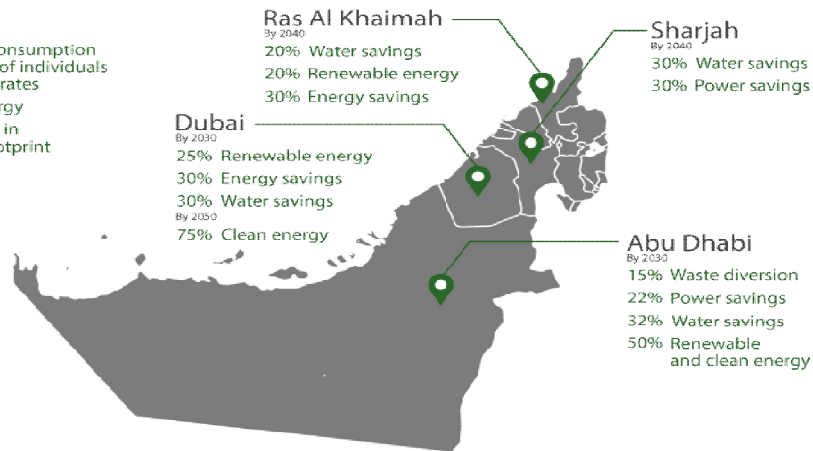 onsumption
of individuals
rates
rgy
in
otprint
Ras Al Khaimah
By 2040
20% Water savings
20% Renewable energy
30% Energy savings
Sharjah
By 2040
30% Water savings
30% Power savings
Dubai
By 2030
25% Renewable energy
30% Energy savings
30% Water savings
By 2050
75% Clean energy
Abu Dhabi
By 2030
15% Waste diversion
22% Power savings
32% Water savings
50% Renewable
and clean energy